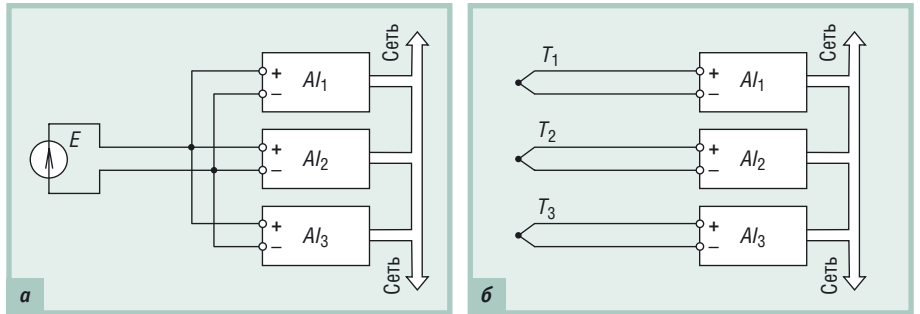 Сеть
+
AI1
–
E
+
AI2
–
+
AI3
–
Сеть
а
Сеть
T1
+
AI1
–
T2
+
AI2
–
T3
+
AI3
–
Сеть
б